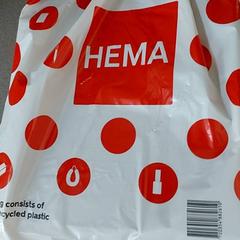 HEMA
g consists of
cycled plastic